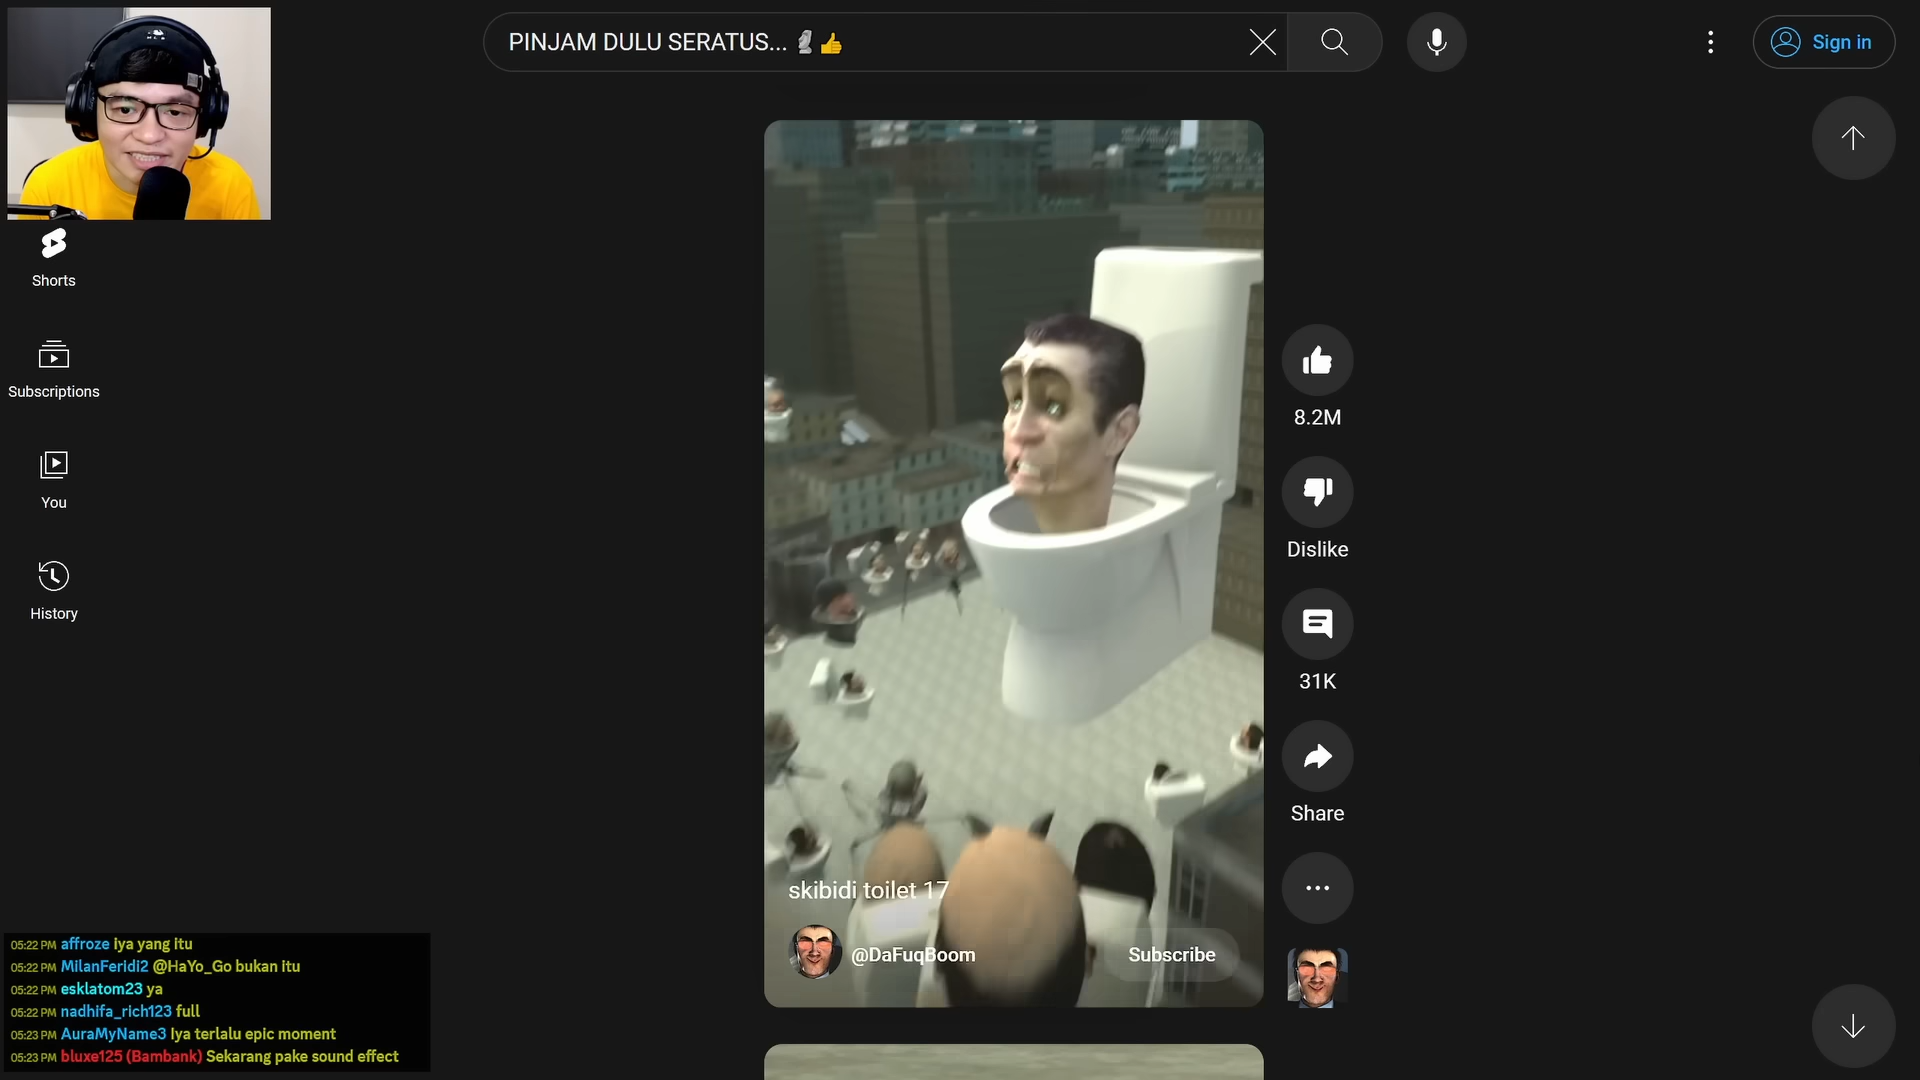 PINJAM DULU SERATUS... 🗿👍
Sign in
Shorts
Subscriptions
You
History
8.2M
Dislike
31K
Share
skibidi toilet 17
@DaFuqBoom
Subscribe
05:22 PM affroze iya yang itu
05:22 PM MilanFeridi2 @HaYo_Go bukan itu
05:22 PM esklatom23 ya
05:22 PM nadhifa_rich123 full
05:23 PM AuraMyName3 Iya terlalu epic moment
05:23 PM bluxe125 (Bambank) Sekarang pake sound effect